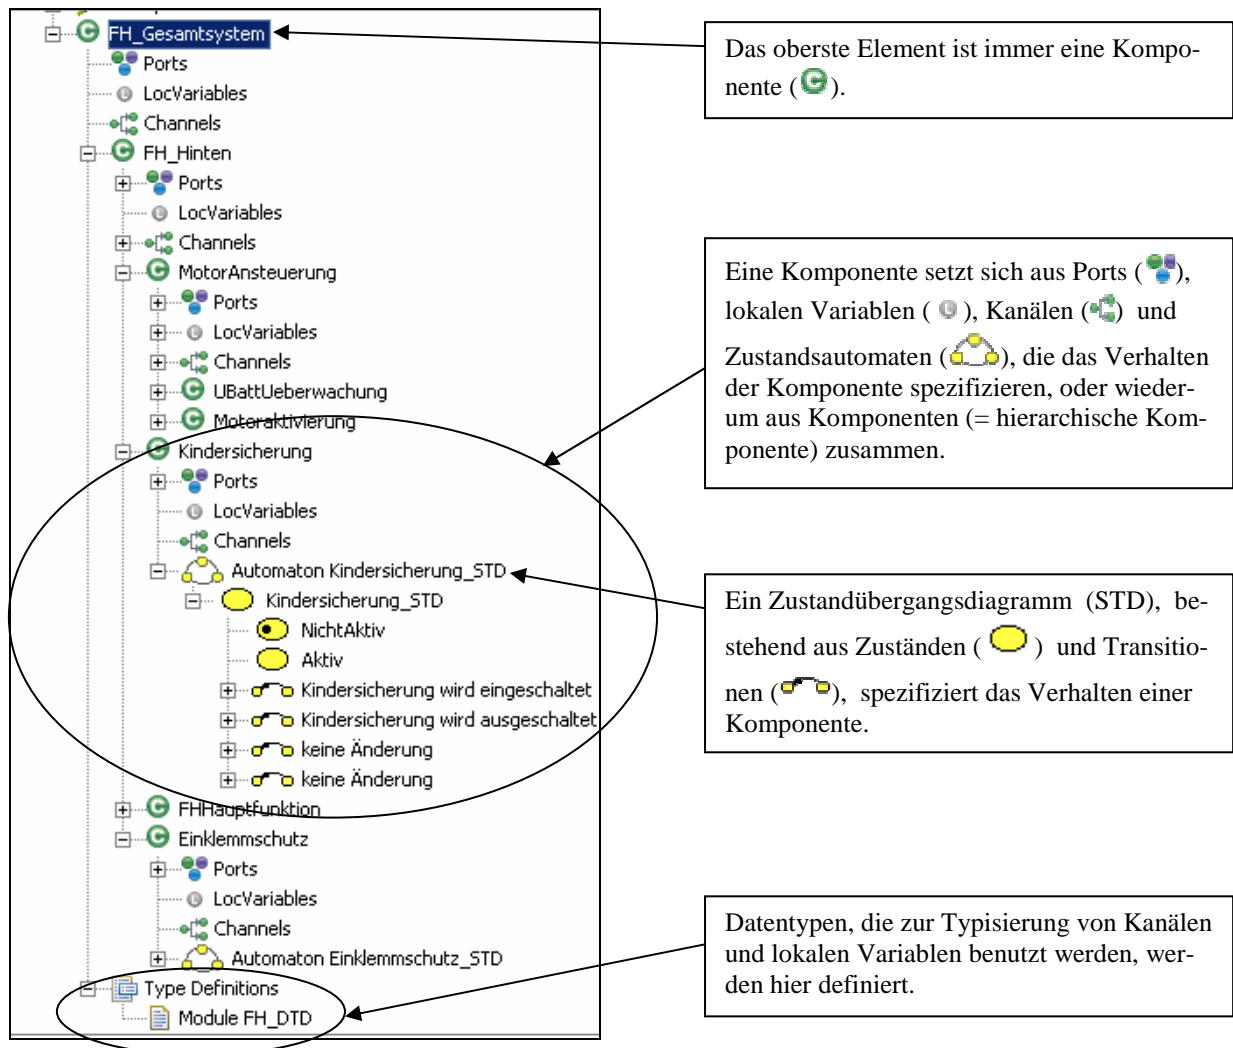 FH_Gesamtsystem
Ports
LocVariables
Channels
FH_Hinten
Ports
LocVariables
Channels
MotorAnsteuerung
Ports
LocVariables
Channels
UBattUeberwachung
Motoraktivierung
Kindersicherung
Ports
LocVariables
Channels
Automaton Kindersicherung_STD
Kindersicherung_STD
NichtAktiv
Aktiv
Kindersicherung wird eingeschaltet
Kindersicherung wird ausgeschaltet
keine Änderung
keine Änderung
FHHauptfunktion
Einklemmschutz
Ports
LocVariables
Channels
Automaton Einklemmschutz_STD
Type Definitions
Module FH_DTD
Das oberste Element ist immer eine Kompo-
nente ( C ).
Eine Komponente setzt sich aus Ports ( ),
lokalen Variablen ( L ), Kanälen ( ) und
Zustandsautomaten ( ), die das Verhalten
der Komponente spezifizieren, oder wieder-
um aus Komponenten (= hierarchische Kom-
ponente) zusammen.
Ein Zustandübergangsdiagramm (STD), be-
stehend aus Zuständen ( ) und Transitio-
nen ( ), spezifiziert das Verhalten einer
Komponente.
Datentypen, die zur Typisierung von Kanälen
und lokalen Variablen benutzt werden, wer-
den hier definiert.